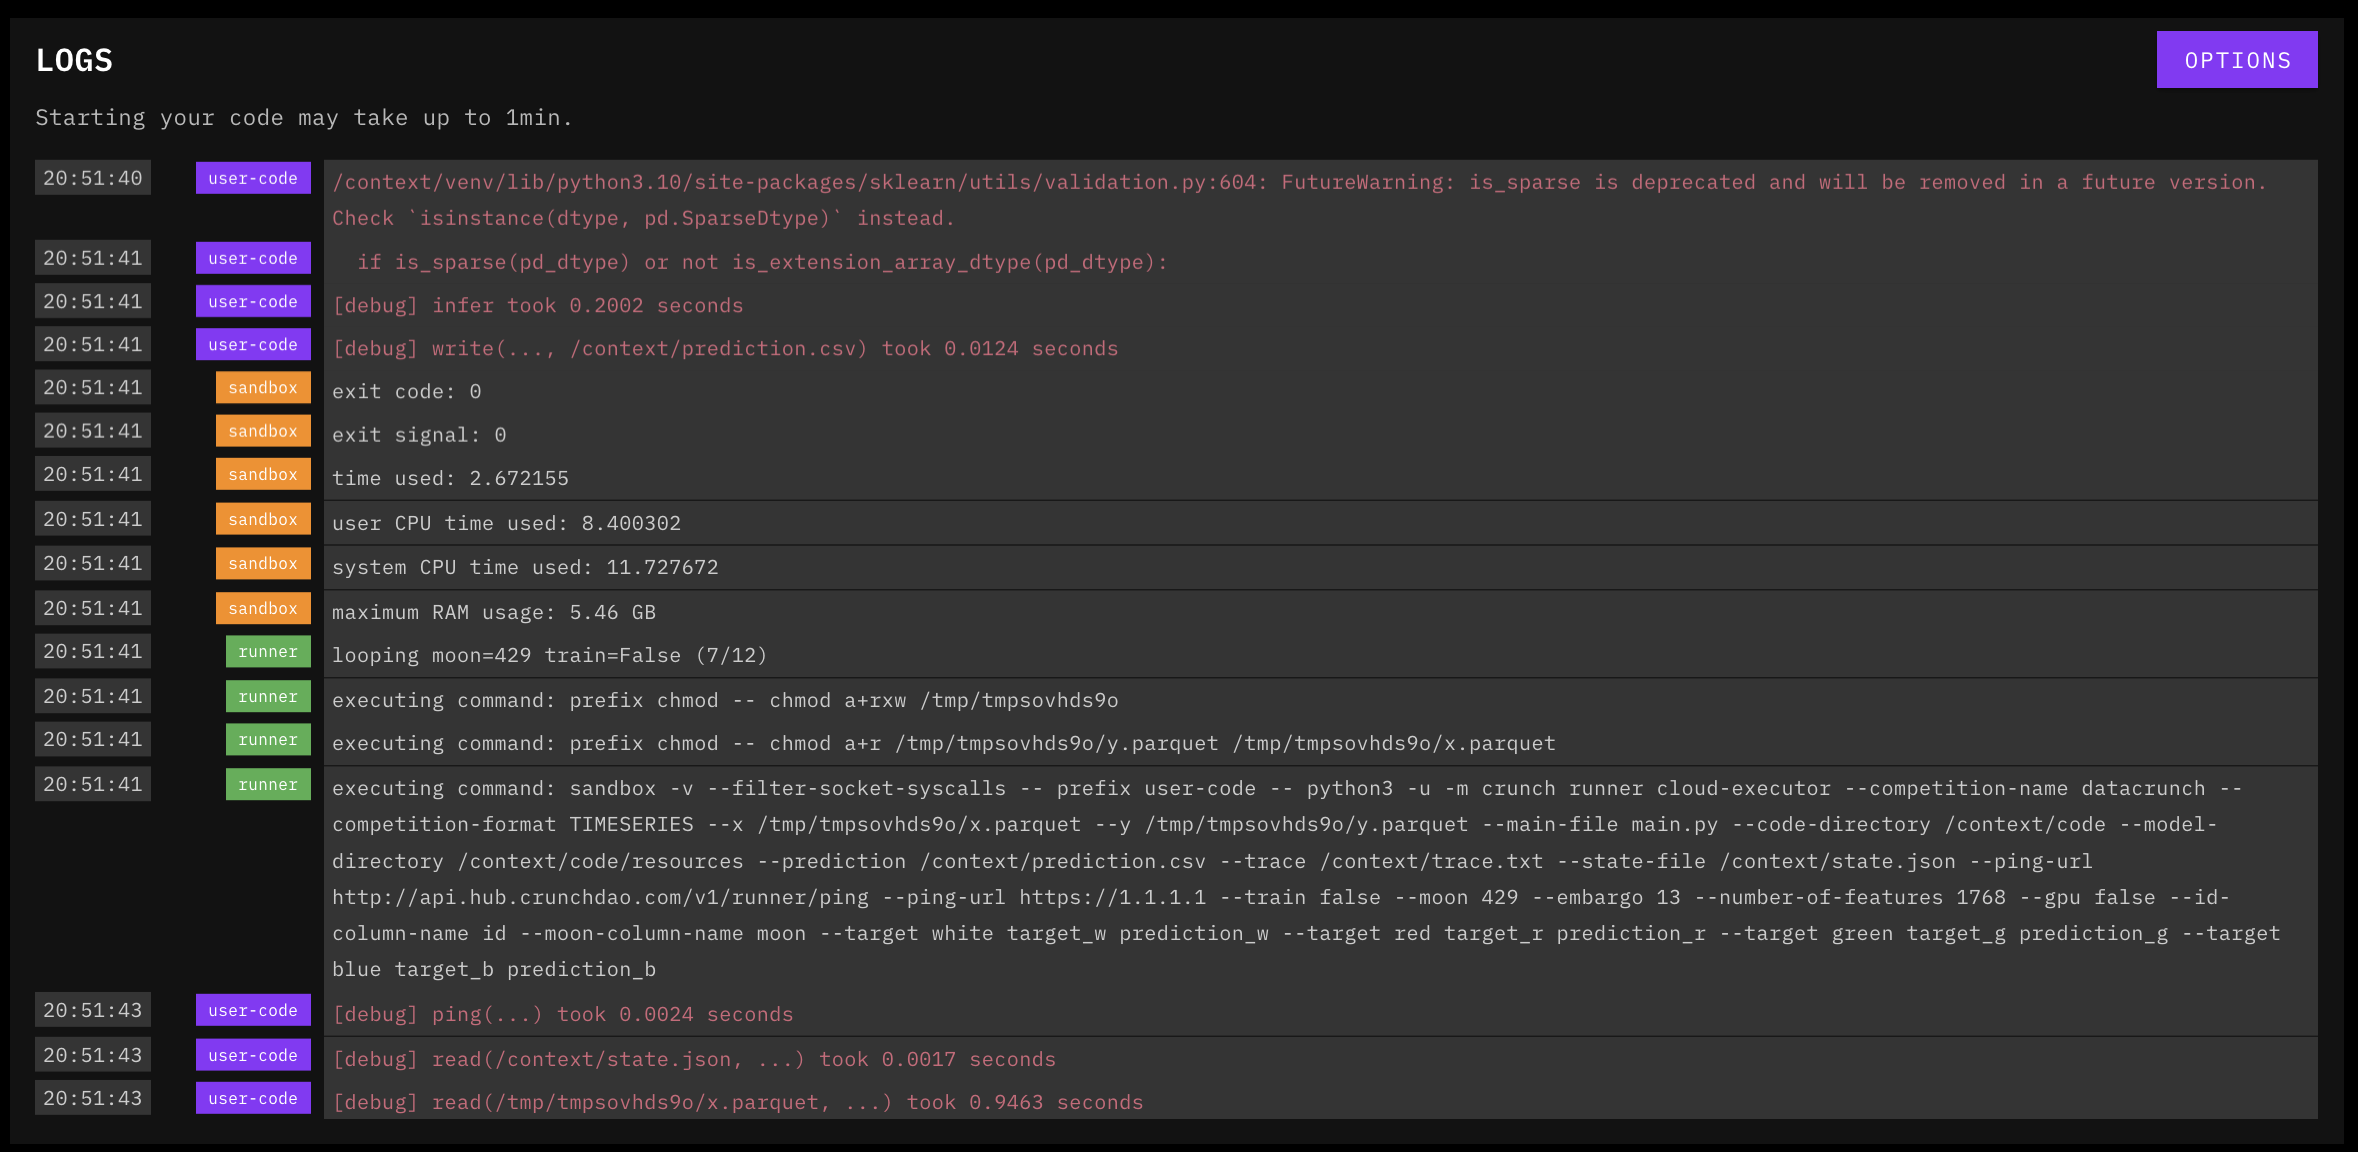 LOGS
OPTIONS
Starting your code may take up to 1min.
20:51:40 user-code /context/venv/lib/python3.10/site-packages/sklearn/utils/validation.py:604: FutureWarning: is_sparse is deprecated and will be removed in a future version.
Check `isinstance(dtype, pd.SparseDtype)` instead.
20:51:41 user-code if is_sparse(pd_dtype) or not is_extension_array_dtype(pd_dtype):
20:51:41 user-code [debug] infer took 0.2002 seconds
20:51:41 user-code [debug] write(..., /context/prediction.csv) took 0.0124 seconds
20:51:41 sandbox exit code: 0
20:51:41 sandbox exit signal: 0
20:51:41 sandbox time used: 2.672155
20:51:41 sandbox user CPU time used: 8.400302
20:51:41 sandbox system CPU time used: 11.727672
20:51:41 sandbox maximum RAM usage: 5.46 GB
20:51:41 runner looping moon=429 train=False (7/12)
20:51:41 runner executing command: prefix chmod -- chmod a+rxw /tmp/tmpsovhds9o
20:51:41 runner executing command: prefix chmod -- chmod a+r /tmp/tmpsovhds9o/y.parquet /tmp/tmpsovhds9o/x.parquet
20:51:41 runner executing command: sandbox -v --filter-socket-syscalls -- prefix user-code -- python3 -u -m crunch runner cloud-executor --competition-name datacrunch --
competition-format TIMESERIES --x /tmp/tmpsovhds9o/x.parquet --y /tmp/tmpsovhds9o/y.parquet --main-file main.py --code-directory /context/code --model-
directory /context/code/resources --prediction /context/prediction.csv --trace /context/trace.txt --state-file /context/state.json --ping-url
http://api.hub.crunchdao.com/v1/runner/ping --ping-url https://1.1.1.1 --train false --moon 429 --embargo 13 --number-of-features 1768 --gpu false --id-
column-name id --moon-column-name moon --target white target_w prediction_w --target red target_r prediction_r --target green target_g prediction_g --target
blue target_b prediction_b
20:51:43 user-code [debug] ping(...) took 0.0024 seconds
20:51:43 user-code [debug] read(/context/state.json, ...) took 0.0017 seconds
20:51:43 user-code [debug] read(/tmp/tmpsovhds9o/x.parquet, ...) took 0.9463 seconds